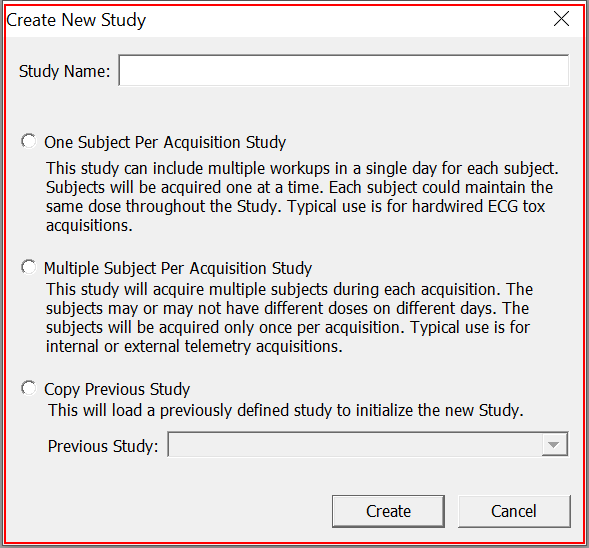 Create New Study
Study Name:
One Subject Per Acquisition Study
This study can include multiple workups in a single day for each subject.
Subjects will be acquired one at a time. Each subject could maintain the
same dose throughout the Study. Typical use is for hardwired ECG tox
acquisitions.
Multiple Subject Per Acquisition Study
This study will acquire multiple subjects during each acquisition. The
subjects may or may not have different doses on different days. The
subjects will be acquired only once per acquisition. Typical use is for
internal or external telemetry acquisitions.
Copy Previous Study
This will load a previously defined study to initialize the new Study.
Previous Study:
Create Cancel